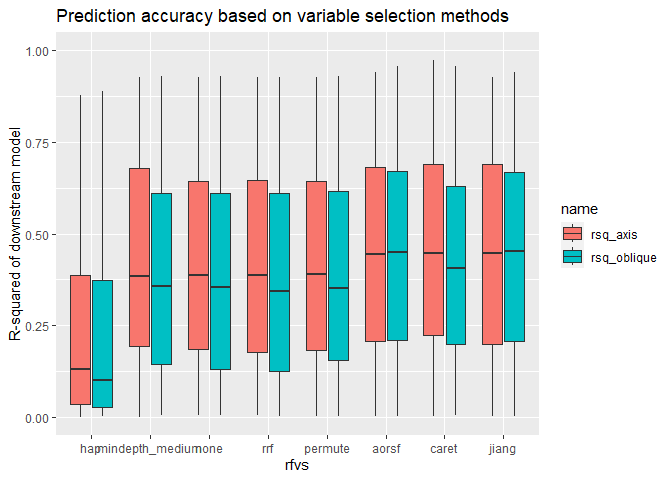 Prediction accuracy based on variable selection methods
R-squared of downstream model
1.00
0.75
0.50
0.25
0.00
hap mindepth_medium none rrf permute aorsf caret jiang
rfvs
name
rsq_axis
rsq_oblique